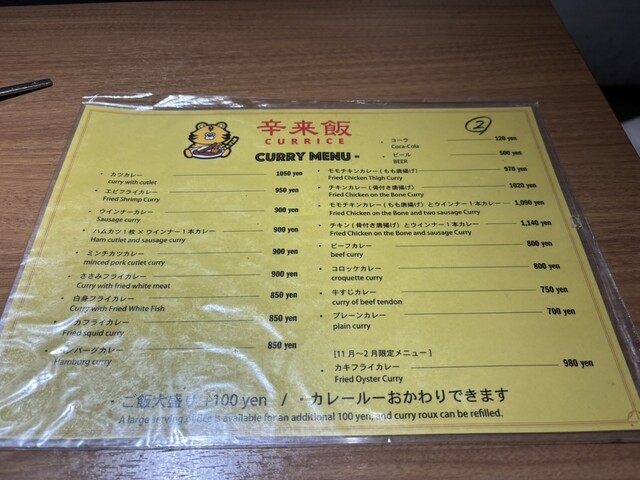 辛来飯
CURRICE
CURRY MENU -
②
・ カツカレー 1050 yen
curry with cutlet
・ エビフライカレー 950 yen
Fried Shrimp Curry
・ ウインナーカレー 900 yen
Sausage curry
・ ハムカツ1枚×ウインナー1本カレー 900 yen
Ham cutlet and sausage curry
・ ミンチカツカレー 900 yen
minced pork cutlet curry
・ ささみフライカレー 900 yen
Curry with fried white meat
・ 白身フライカレー 850 yen
Curry with Fried White Fish
カフライカレー 850 yen
Fried squid curry
ンバーグカレー 850 yen
Hamburg curry
・ コーラ 120 yen
Coca-Cola
・ ビール 500 yen
BEER
・ モモチキンカレー(もも唐揚げ) 970 yen
Fried Chicken Thigh Curry
・ チキンカレー(骨付き唐揚げ) 1020 yen
Fried Chicken on the Bone Curry
・ モモチキンカレー(もも唐揚げ)とウインナー1本カレー 1,090 yen
Fried Chicken on the Bone and two sausage Curry
・ チキン(骨付き唐揚げ)とウインナー1本カレー 1,140 yen
Fried Chicken on the Bone and sausage Curry
・ ビーフカレー 800 yen
beef curry
・ コロッケカレー 800 yen
croquette curry
・ 牛すじカレー 750 yen
curry of beef tendon
・ プレーンカレー 700 yen
plain curry
[11月~2月限定メニュー]
・ カキフライカレー 980 yen
Fried Oyster Curry
・ご飯大盛り +100 yen / ・カレールーおかわりできます
A large serving of rice is available for an additional 100 yen, and curry roux can be refilled.